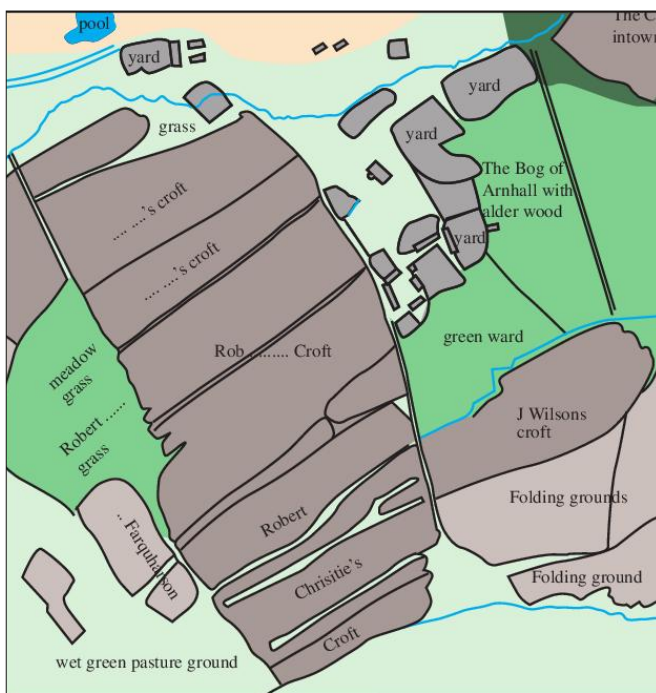 pool
The C
intown
yard
yard
yard
grass
The Bog of
Arnhall with
alder wood
.... ....'s croft
yard
.... ....'s croft
green ward
Rob ......... Croft
meadow
grass
Robert ......
grass
J Wilsons
croft
Folding grounds
Robert
.. Farquharson
Chrisitie's
Folding ground
Croft
wet green pasture ground